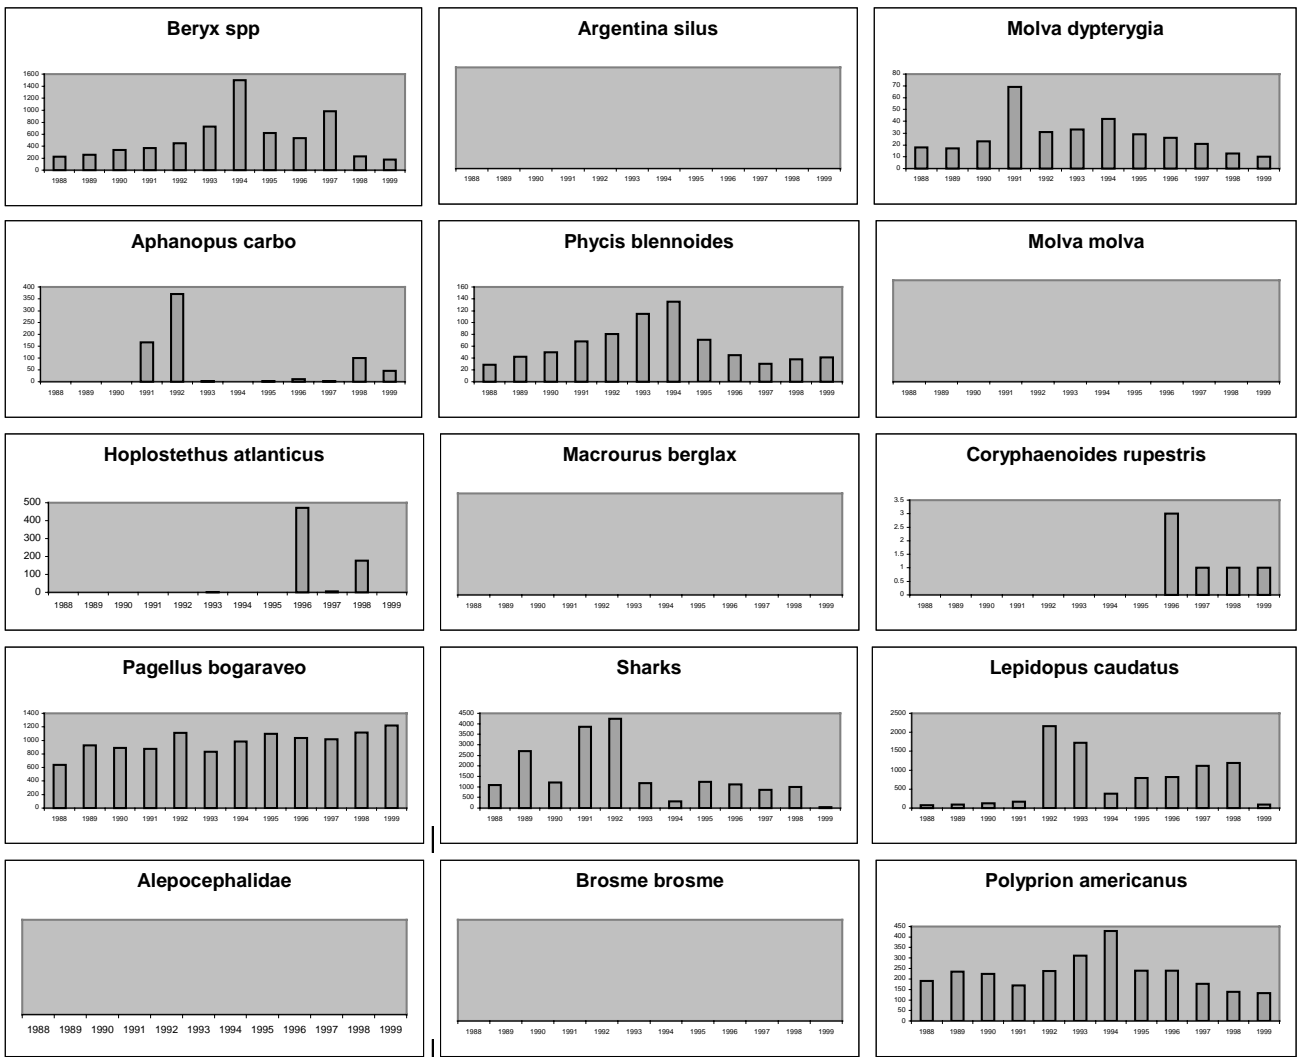 Beryx spp
1600
1400
1200
1000
800
600
400
200
0
1988 1989 1990 1991 1992 1993 1994 1995 1996 1997 1998 1999
Argentina silus
1988 1989 1990 1991 1992 1993 1994 1995 1996 1997 1998 1999
Molva dypterygia
80
70
60
50
40
30
20
10
0
1988 1989 1990 1991 1992 1993 1994 1995 1996 1997 1998 1999
Aphanopus carbo
400
350
300
250
200
150
100
50
0
1988 1989 1990 1991 1992 1993 1994 1995 1996 1997 1998 1999
Phycis blennoides
160
140
120
100
80
60
40
20
0
1988 1989 1990 1991 1992 1993 1994 1995 1996 1997 1998 1999
Molva molva
1988 1989 1990 1991 1992 1993 1994 1995 1996 1997 1998 1999
Hoplostethus atlanticus
500
400
300
200
100
0
1988 1989 1990 1991 1992 1993 1994 1995 1996 1997 1998 1999
Macrourus berglax
1988 1989 1990 1991 1992 1993 1994 1995 1996 1997 1998 1999
Coryphaenoides rupestris
3.5
3
2.5
2
1.5
1
0.5
0
1988 1989 1990 1991 1992 1993 1994 1995 1996 1997 1998 1999
Pagellus bogaraveo
1400
1200
1000
800
600
400
200
0
1988 1989 1990 1991 1992 1993 1994 1995 1996 1997 1998 1999
Sharks
4500
4000
3500
3000
2500
2000
1500
1000
500
0
1988 1989 1990 1991 1992 1993 1994 1995 1996 1997 1998 1999
Lepidopus caudatus
2500
2000
1500
1000
500
0
1988 1989 1990 1991 1992 1993 1994 1995 1996 1997 1998 1999
Alepocephalidae
1988 1989 1990 1991 1992 1993 1994 1995 1996 1997 1998 1999
Brosme brosme
1988 1989 1990 1991 1992 1993 1994 1995 1996 1997 1998 1999
Polyprion americanus
450
400
350
300
250
200
150
100
50
0
1988 1989 1990 1991 1992 1993 1994 1995 1996 1997 1998 1999